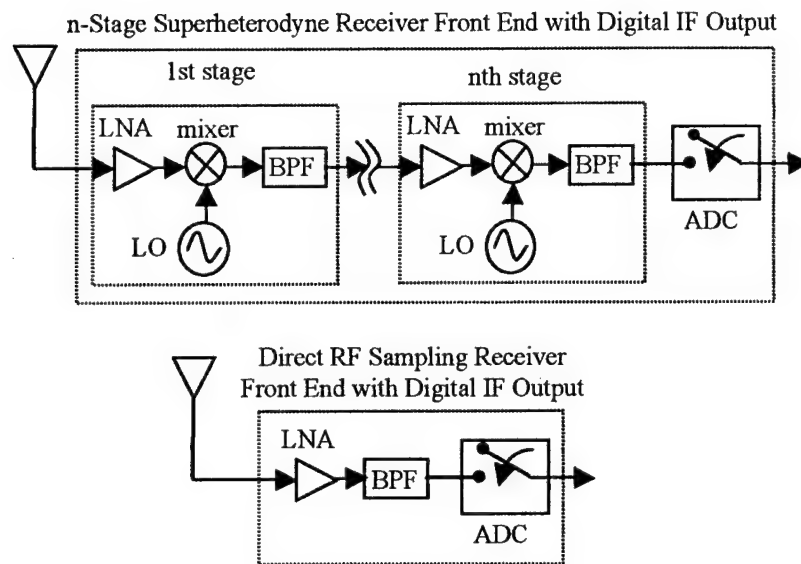 n-Stage Superheterodyne Receiver Front End with Digital IF Output
1st stage
nth stage
LNA
mixer
BPF
LO
LNA
mixer
BPF
LO
ADC
Direct RF Sampling Receiver
Front End with Digital IF Output
LNA
BPF
ADC